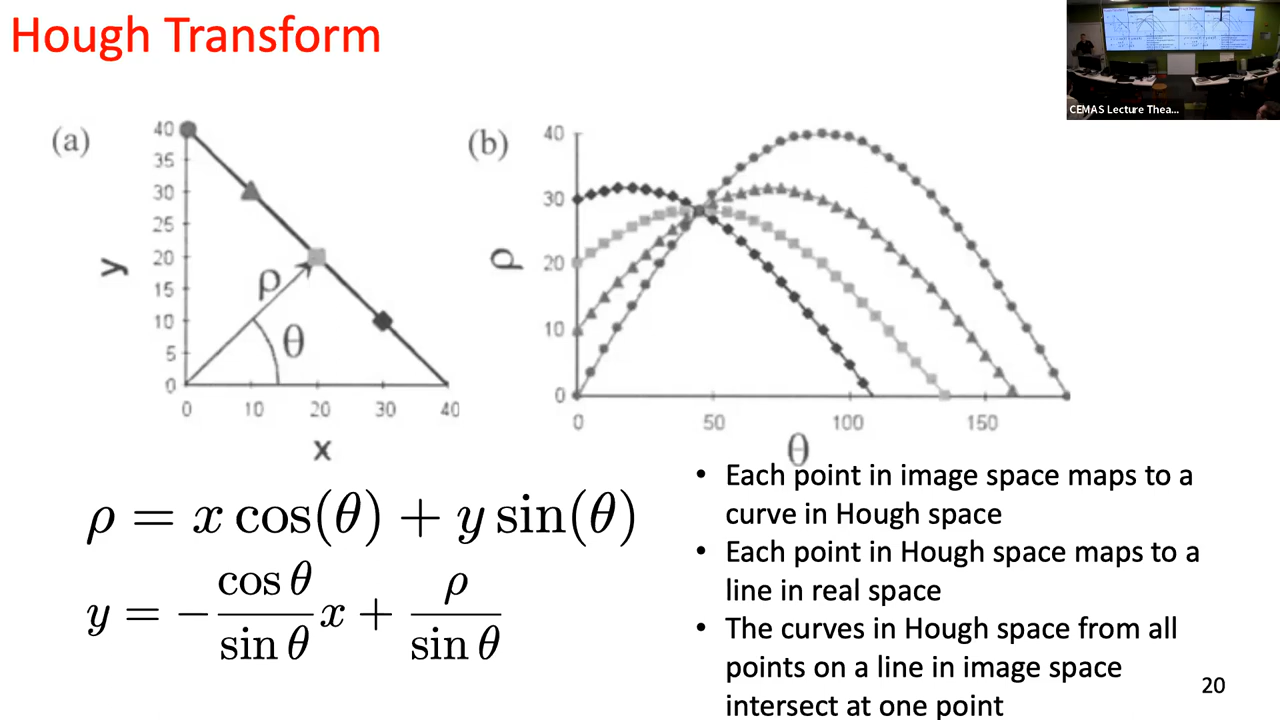 Hough Transform
CEMAS Lecture Thea...
(a)
40
35
30
25
20
15
10
5
0
y
ρ
θ
0 10 20 30 40
x
(b)
40
30
20
10
0
ρ
0 50 100 150
θ
ρ = x cos(θ) + y sin(θ)
y = − cos θ / sin θ x + ρ / sin θ
• Each point in image space maps to a
curve in Hough space
• Each point in Hough space maps to a
line in real space
• The curves in Hough space from all
points on a line in image space
intersect at one point
20